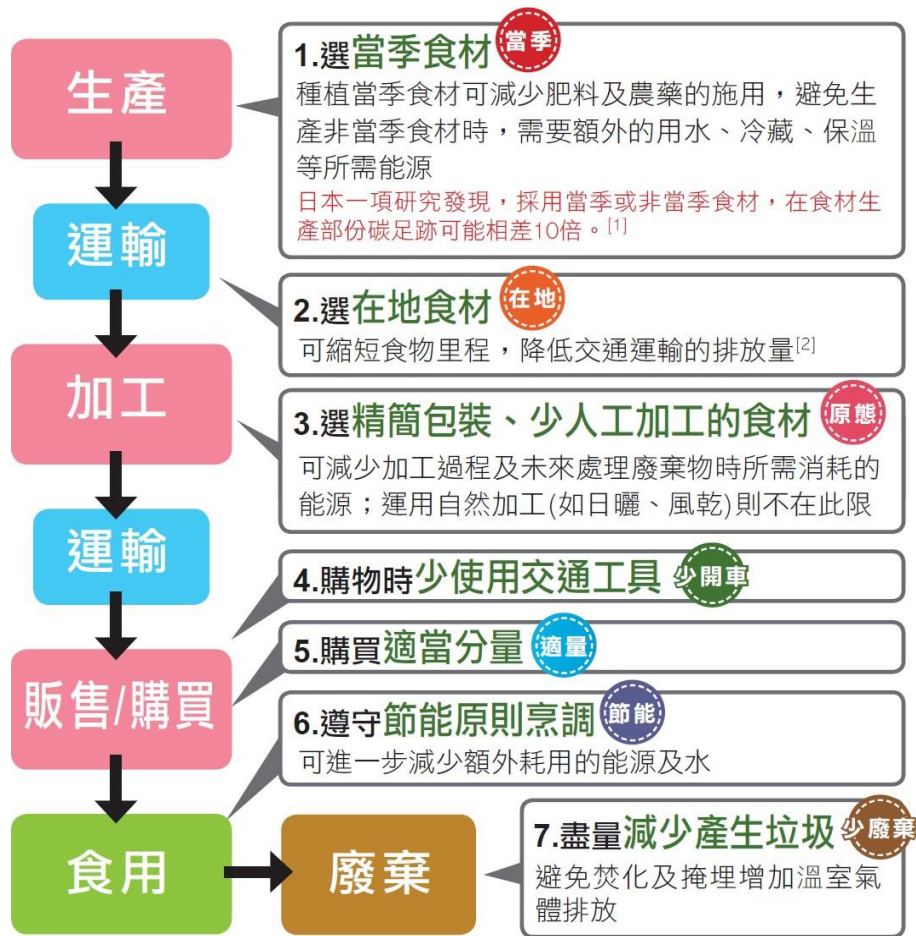 生產
1.選當季食材 當季
種植當季食材可減少肥料及農藥的施用，避免生
產非當季食材時，需要額外的用水、冷藏、保溫
等所需能源
日本一項研究發現，採用當季或非當季食材，在食材生
產部份碳足跡可能相差10倍。[1]
運輸
2.選在地食材 在地
可縮短食物里程，降低交通運輸的排放量[2]
加工
3.選精簡包裝、少人工加工的食材 原態
可減少加工過程及未來處理廢棄物時所需消耗的
能源；運用自然加工(如日曬、風乾)則不在此限
運輸
4.購物時少使用交通工具 少開車
販售/購買
5.購買適當分量 適量
6.遵守節能原則烹調 節能
可進一步減少額外耗用的能源及水
食用
廢棄
7.盡量減少產生垃圾 少廢棄
避免焚化及掩埋增加溫室氣
體排放